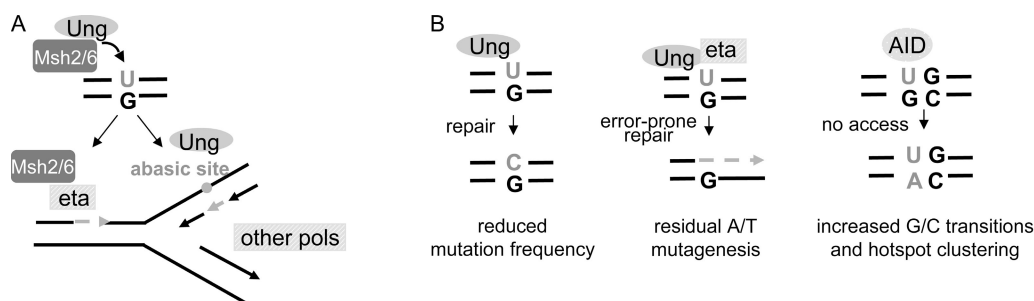 A
Ung
Msh2/6
U
G
Ung
Msh2/6
abasic site
eta
other pols
B
Ung
U
G
repair
C
G
reduced
mutation frequency
Ung
eta
U
G
error-prone
repair
G
residual A/T
mutagenesis
AID
U G
G C
no access
U G
A C
increased G/C transitions
and hotspot clustering